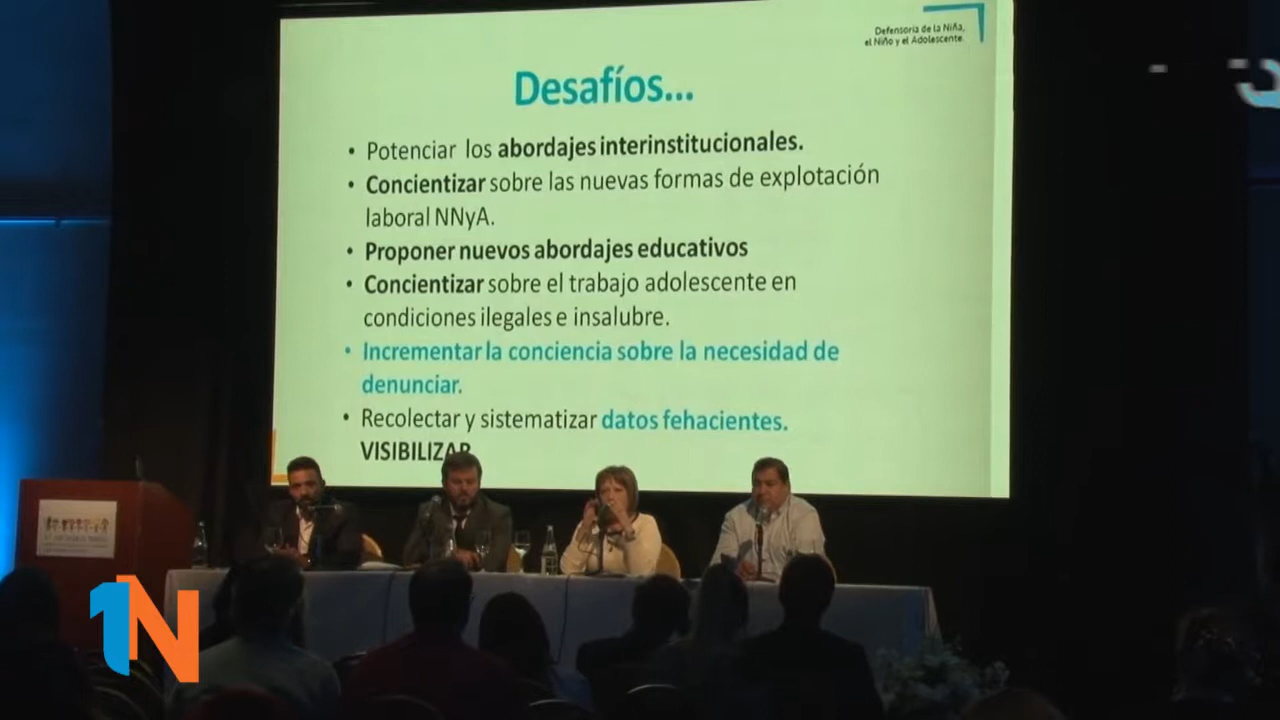 Defensoría de la Niña,
el Niño y el Adolescente.
Desafíos...
• Potenciar los abordajes interinstitucionales.
• Concientizar sobre las nuevas formas de explotación
laboral NNyA.
• Proponer nuevos abordajes educativos
• Concientizar sobre el trabajo adolescente en
condiciones ilegales e insalubre.
• Incrementar la conciencia sobre la necesidad de
denunciar.
• Recolectar y sistematizar datos fehacientes.
VISIBILIZAR
1N